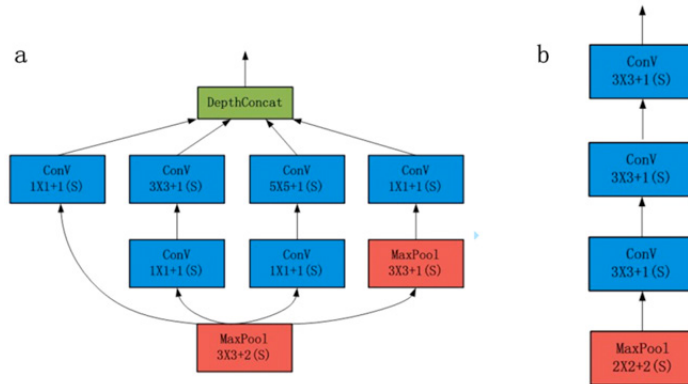 a
b
DepthConcat
ConV
1X1+1(S)
ConV
3X3+1(S)
ConV
5X5+1(S)
ConV
1X1+1(S)
ConV
1X1+1(S)
ConV
1X1+1(S)
MaxPool
3X3+1(S)
MaxPool
3X3+2(S)
ConV
3X3+1(S)
ConV
3X3+1(S)
ConV
3X3+1(S)
MaxPool
2X2+2(S)